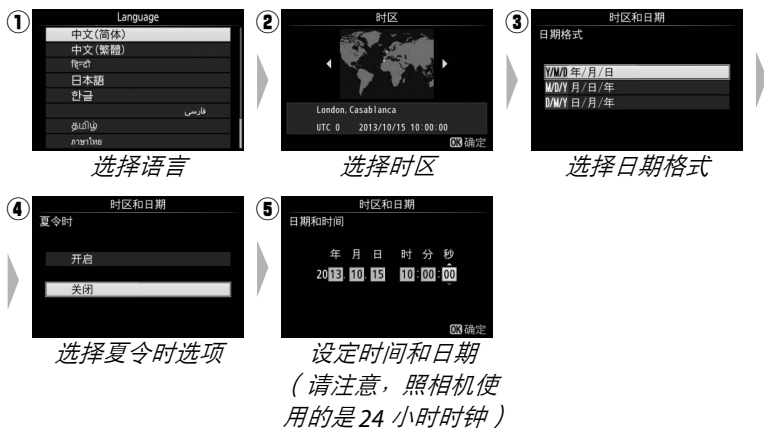 ①
Language
中文(简体)
中文(繁體)
हिन्दी
日本語
한글
فارسی
தமிழ்
ภาษาไทย
选择语言
②
时区
London, Casablanca
UTC 0 2013/10/15 10:00:00
OK 确定
选择时区
③
时区和日期
日期格式
Y/M/D 年/月/日
M/D/Y 月/日/年
D/M/Y 日/月/年
选择日期格式
④
时区和日期
夏令时
开启
关闭
选择夏令时选项
⑤
时区和日期
日期和时间
年 月 日 时 分 秒
2013. 10. 15 10:00:00
OK 确定
设定时间和日期
（请注意，照相机使
用的是 24 小时时钟）